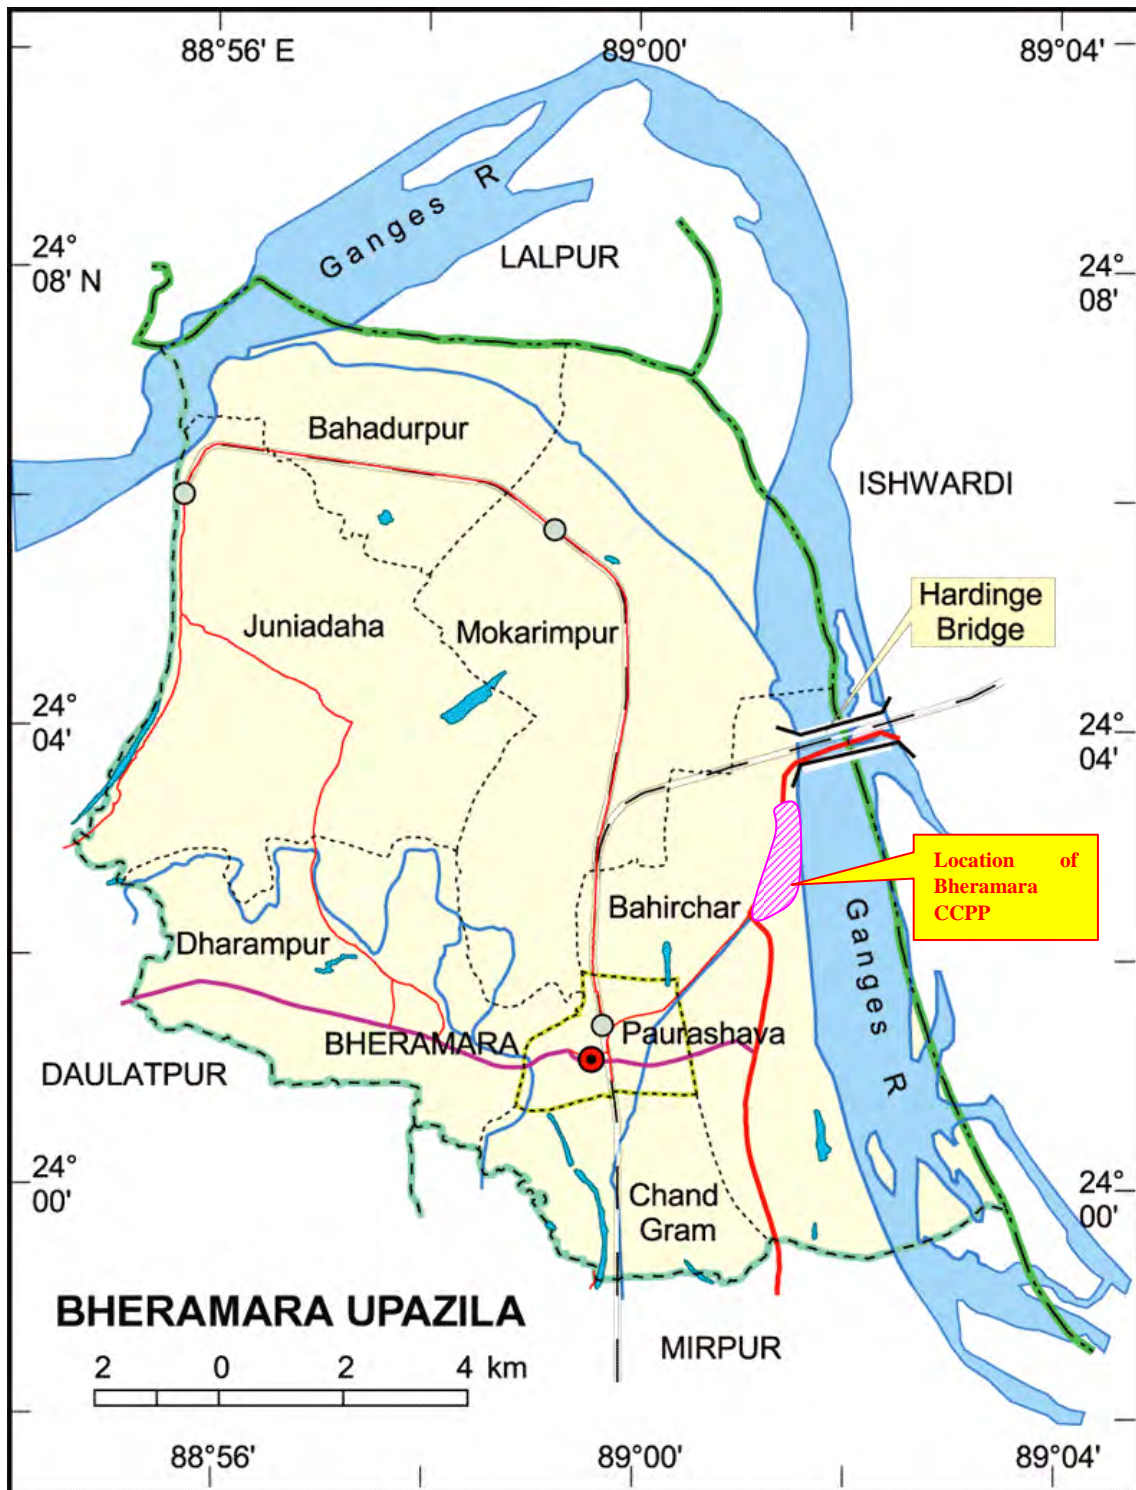 88°56' E
89°00'
89°04'
Ganges R
24°
08' N
LALPUR
24°
08'
Bahadurpur
ISHWARDI
Hardinge
Bridge
Juniadaha
Mokarimpur
24°
04'
24°
04'
Location of
Bheramara
CCPP
Bahirchar
Ganges R
Dharampur
BHERAMARA
Paurashava
DAULATPUR
24°
00'
Chand
Gram
24°
00'
BHERAMARA UPAZILA
MIRPUR
2 0 2 4 km
88°56'
89°00'
89°04'